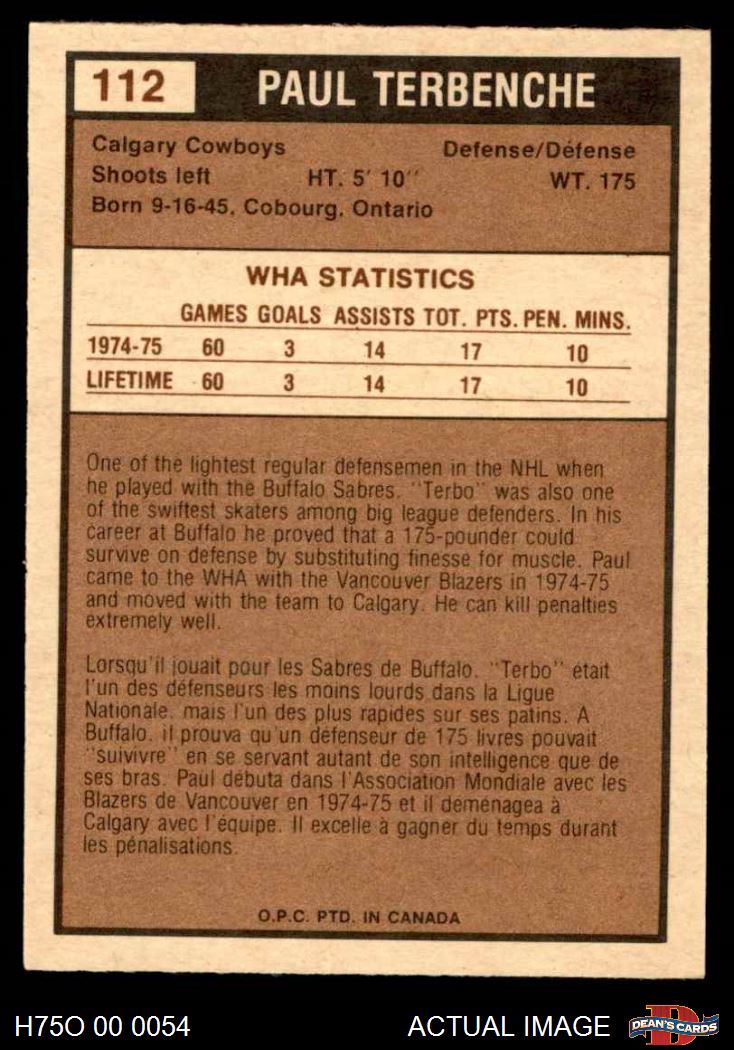 112 PAUL TERBENCHE
Calgary Cowboys Defense/Défense
Shoots left HT. 5' 10'' WT. 175
Born 9-16-45, Cobourg, Ontario
WHA STATISTICS
GAMES GOALS ASSISTS TOT. PTS. PEN. MINS.
1974-75 60 3 14 17 10
LIFETIME 60 3 14 17 10
One of the lightest regular defensemen in the NHL when
he played with the Buffalo Sabres. "Terbo" was also one
of the swiftest skaters among big league defenders. In his
career at Buffalo he proved that a 175-pounder could
survive on defense by substituting finesse for muscle. Paul
came to the WHA with the Vancouver Blazers in 1974-75
and moved with the team to Calgary. He can kill penalties
extremely well.
Lorsqu'il jouait pour les Sabres de Buffalo, "Terbo" était
l'un des défenseurs les moins lourds dans la Ligue
Nationale, mais l'un des plus rapides sur ses patins. A
Buffalo, il prouva qu'un défenseur de 175 livres pouvait
"suivivre" en se servant autant de son intelligence que de
ses bras. Paul débuta dans l'Association Mondiale avec les
Blazers de Vancouver en 1974-75 et il déménagea à
Calgary avec l'équipe. Il excelle à gagner du temps durant
les pénalisations.
O.P.C. PTD. IN CANADA
H75O 00 0054 ACTUAL IMAGE D DEAN'S CARDS